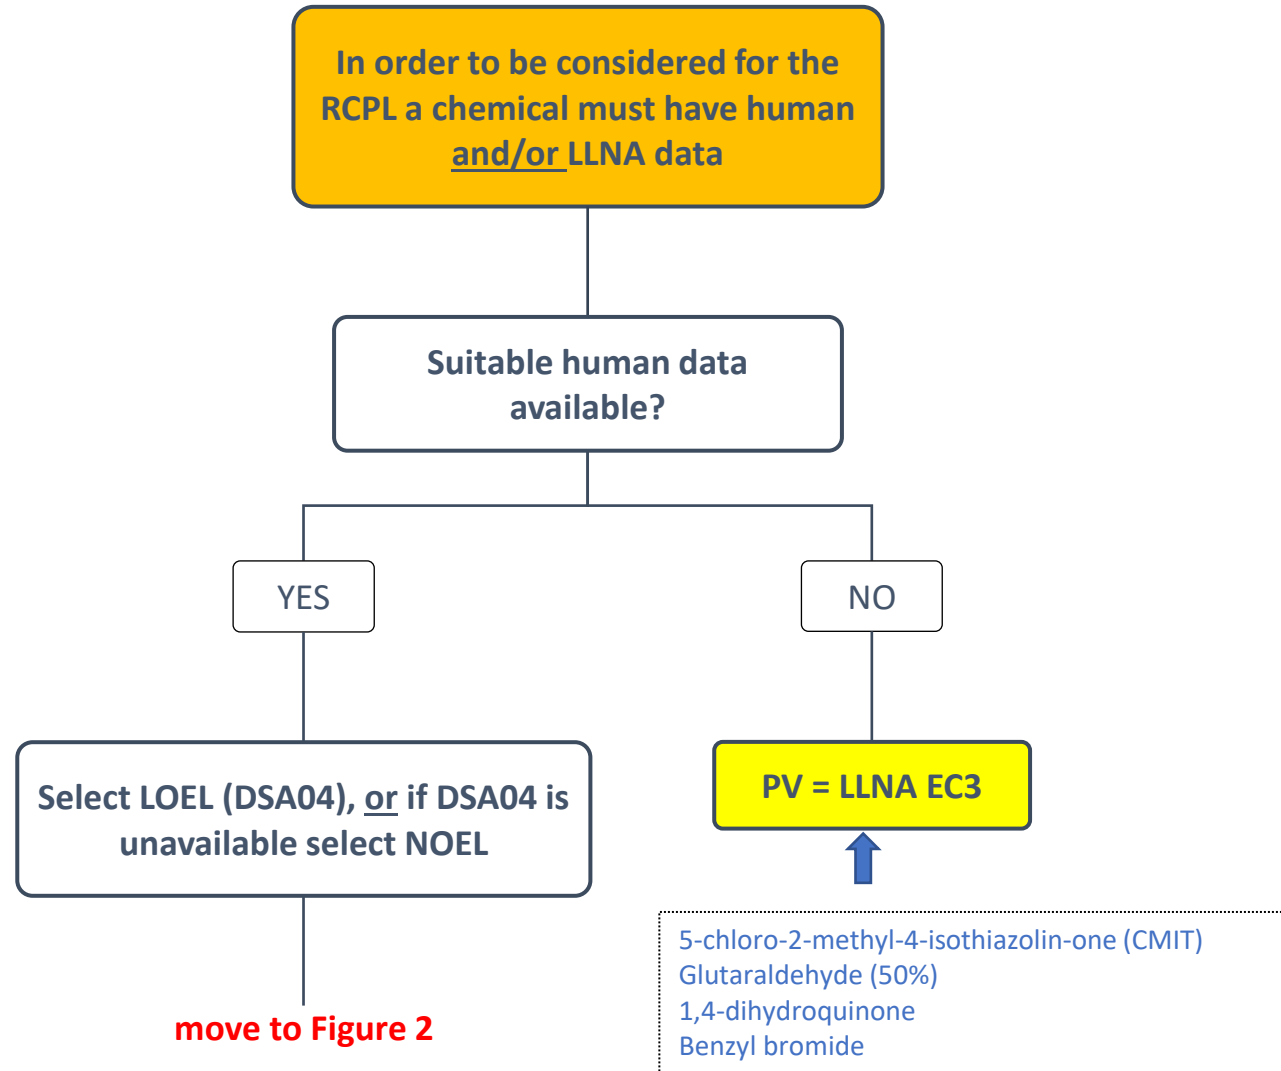 In order to be considered for the
RCPL a chemical must have human
and/or LLNA data
Suitable human data
available?
YES
NO
Select LOEL (DSA04), or if DSA04 is
unavailable select NOEL
PV = LLNA EC3
move to Figure 2
5-chloro-2-methyl-4-isothiazolin-one (CMIT)
Glutaraldehyde (50%)
1,4-dihydroquinone
Benzyl bromide